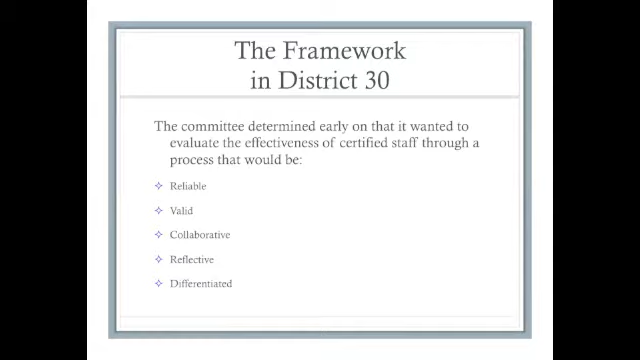 The Framework
in District 30
The committee determined early on that it wanted to
evaluate the effectiveness of certified staff through a
process that would be:
Reliable
Valid
Collaborative
Reflective
Differentiated